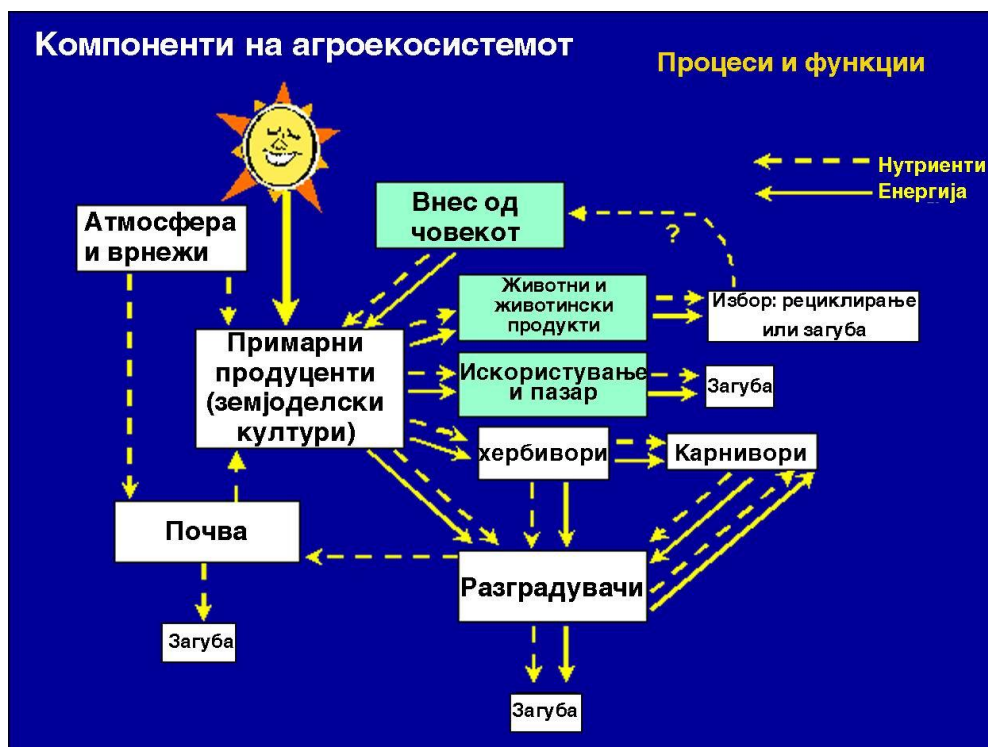 Компоненти на агроекосистемот
Процеси и функции
Нутриенти
Енергија
Внес од
човекот
?
Атмосфера
и врнежи
Животни и
животински
продукти
Избор: рециклирање
или загуба
Примарни
продуценти
(земјоделски
култури)
Искористување
и пазар
Загуба
хербивори
Карнивори
Почва
Разградувачи
Загуба
Загуба